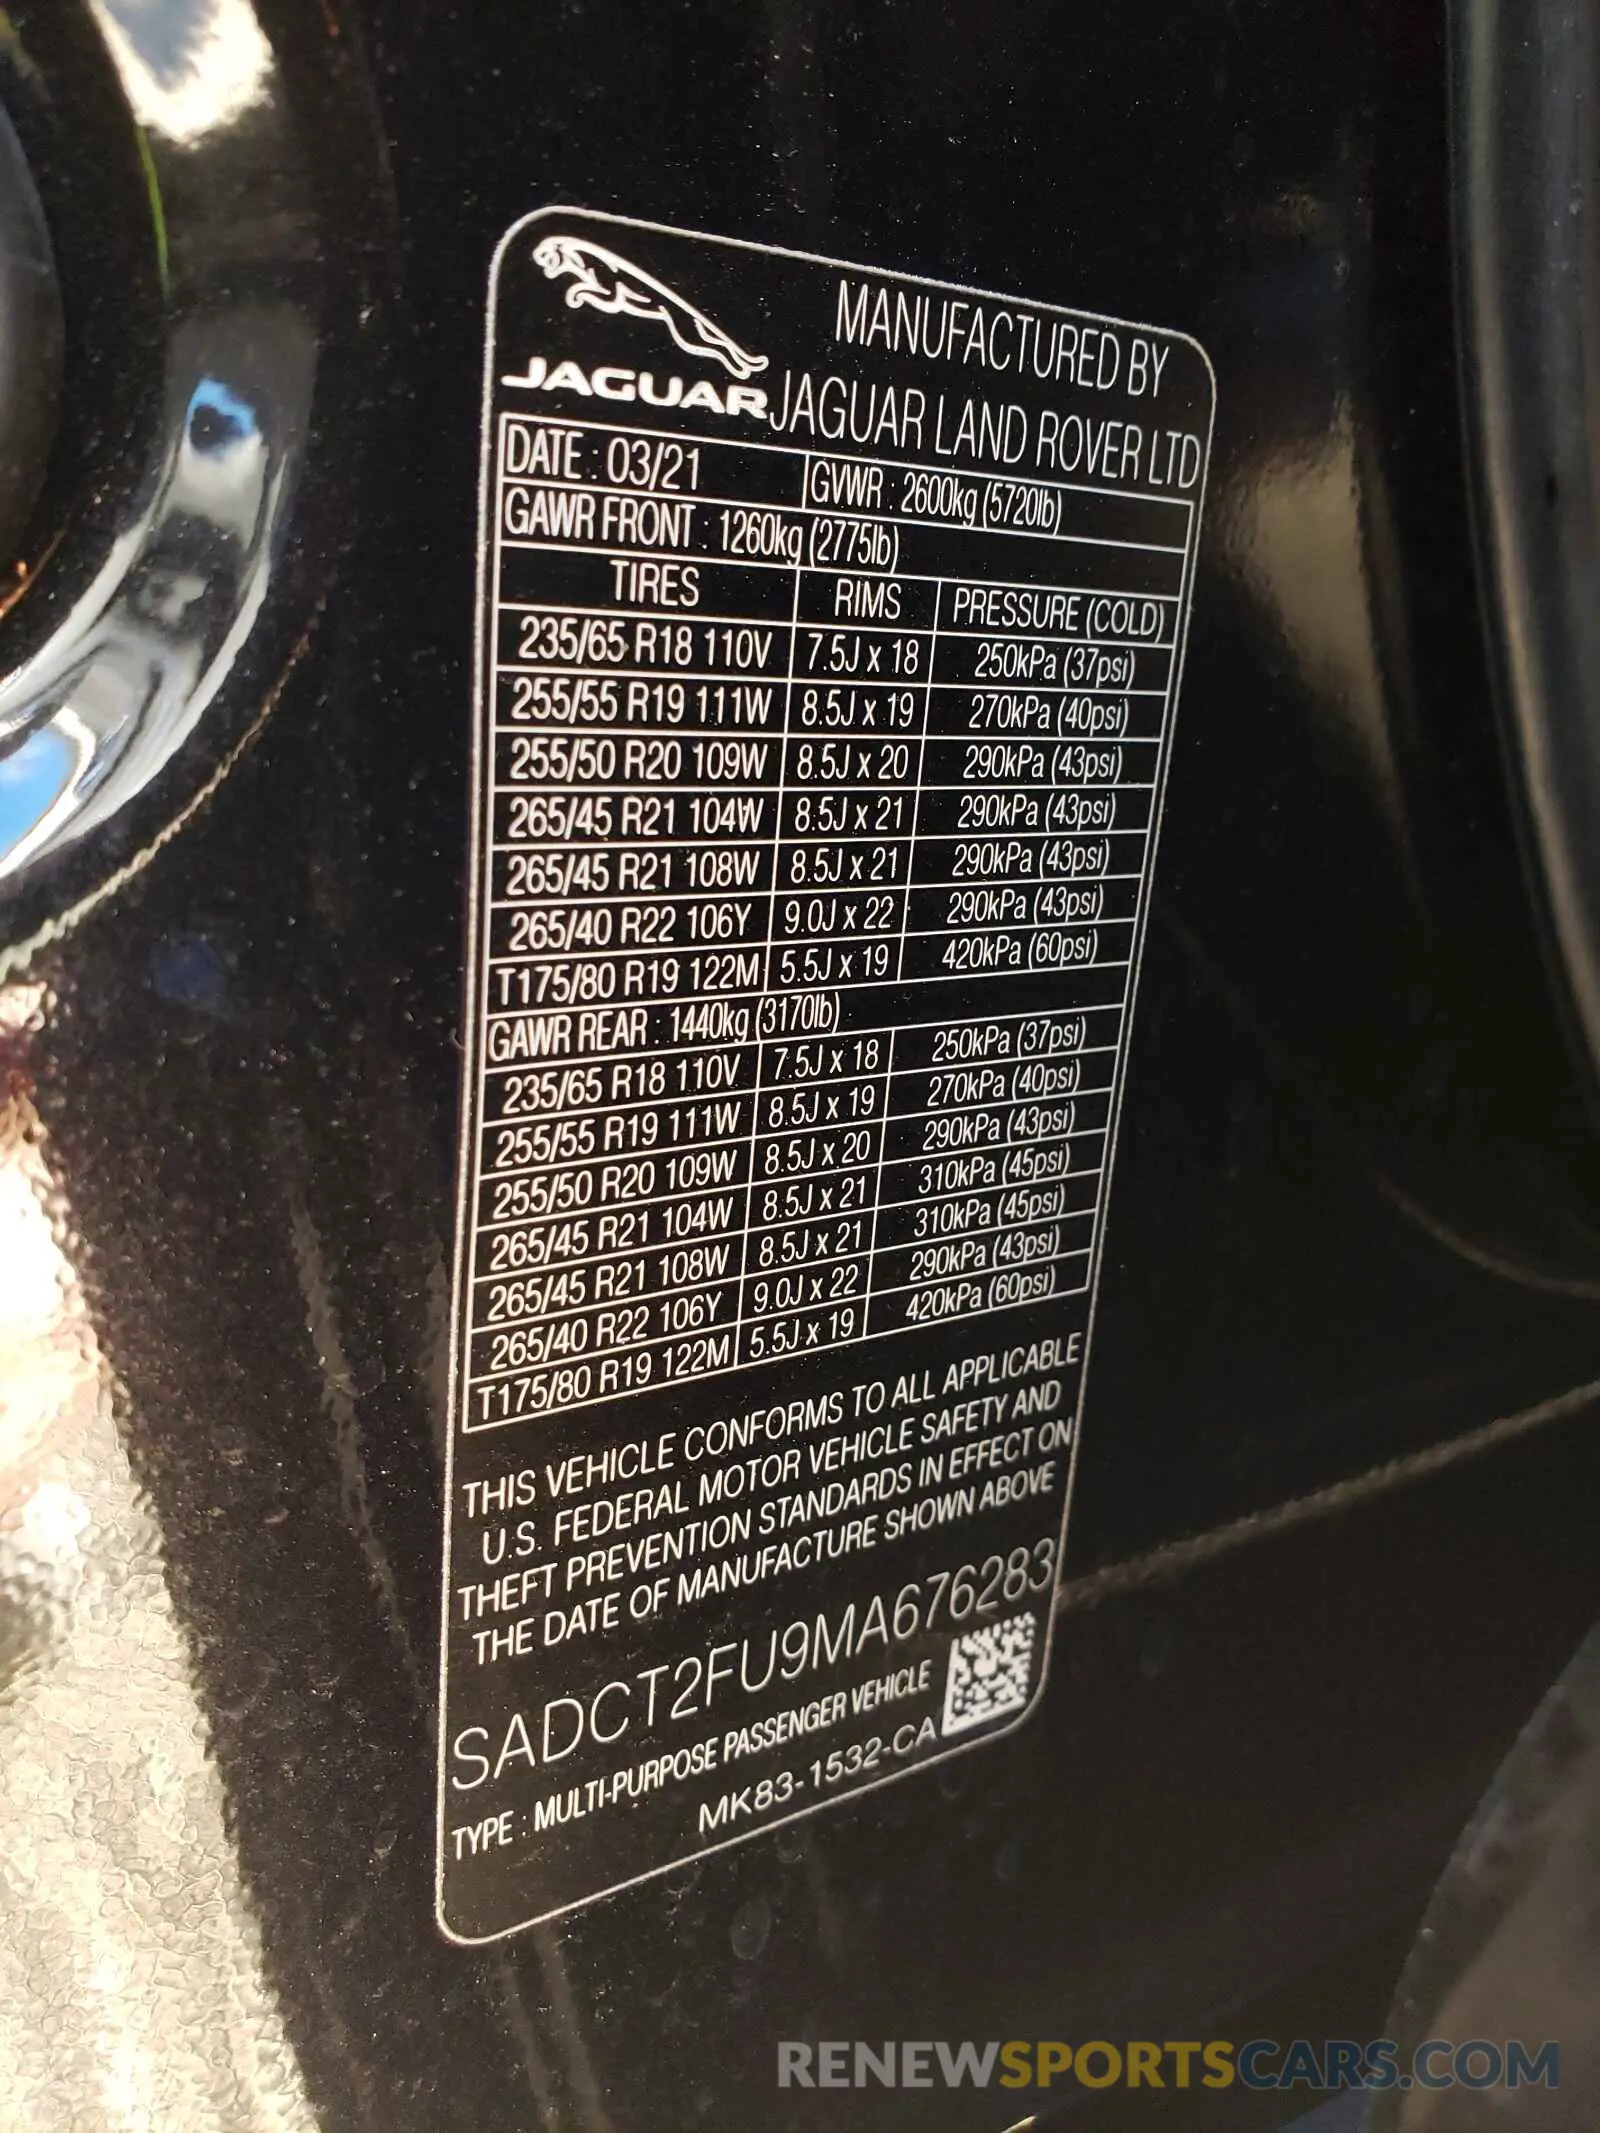 JAGUAR
MANUFACTURED BY
JAGUAR LAND ROVER LTD
DATE : 03/21 GVWR : 2600kg (5720lb)
GAWR FRONT : 1260kg (2775lb)
TIRES RIMS PRESSURE (COLD)
235/65 R18 110V 7.5J x 18 250kPa (37psi)
255/55 R19 111W 8.5J x 19 270kPa (40psi)
255/50 R20 109W 8.5J x 20 290kPa (43psi)
265/45 R21 104W 8.5J x 21 290kPa (43psi)
265/45 R21 108W 8.5J x 21 290kPa (43psi)
265/40 R22 106Y 9.0J x 22 290kPa (43psi)
T175/80 R19 122M 5.5J x 19 420kPa (60psi)
GAWR REAR : 1440kg (3170lb)
235/65 R18 110V 7.5J x 18 250kPa (37psi)
255/55 R19 111W 8.5J x 19 270kPa (40psi)
255/50 R20 109W 8.5J x 20 290kPa (43psi)
265/45 R21 104W 8.5J x 21 310kPa (45psi)
265/45 R21 108W 8.5J x 21 310kPa (45psi)
265/40 R22 106Y 9.0J x 22 290kPa (43psi)
T175/80 R19 122M 5.5J x 19 420kPa (60psi)
THIS VEHICLE CONFORMS TO ALL APPLICABLE
U.S. FEDERAL MOTOR VEHICLE SAFETY AND
THEFT PREVENTION STANDARDS IN EFFECT ON
THE DATE OF MANUFACTURE SHOWN ABOVE
SADCT2FU9MA676283
TYPE : MULTI-PURPOSE PASSENGER VEHICLE
MK83-1532-CA
RENEWSPORTSCARS.COM